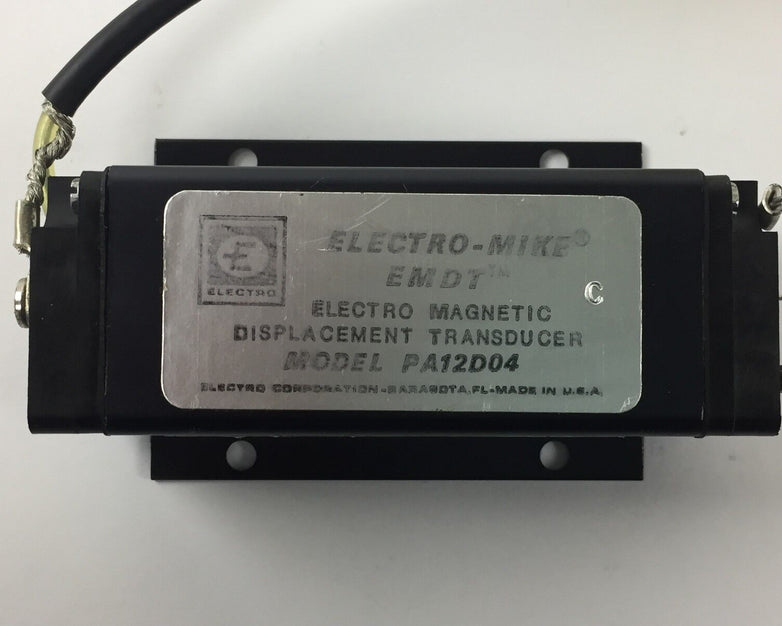 E
ELECTRO
ELECTRO-MIKE®
EMDT™
C
ELECTRO MAGNETIC
DISPLACEMENT TRANSDUCER
MODEL PA12D04
ELECTRO CORPORATION-SARASOTA,FL-MADE IN U.S.A.